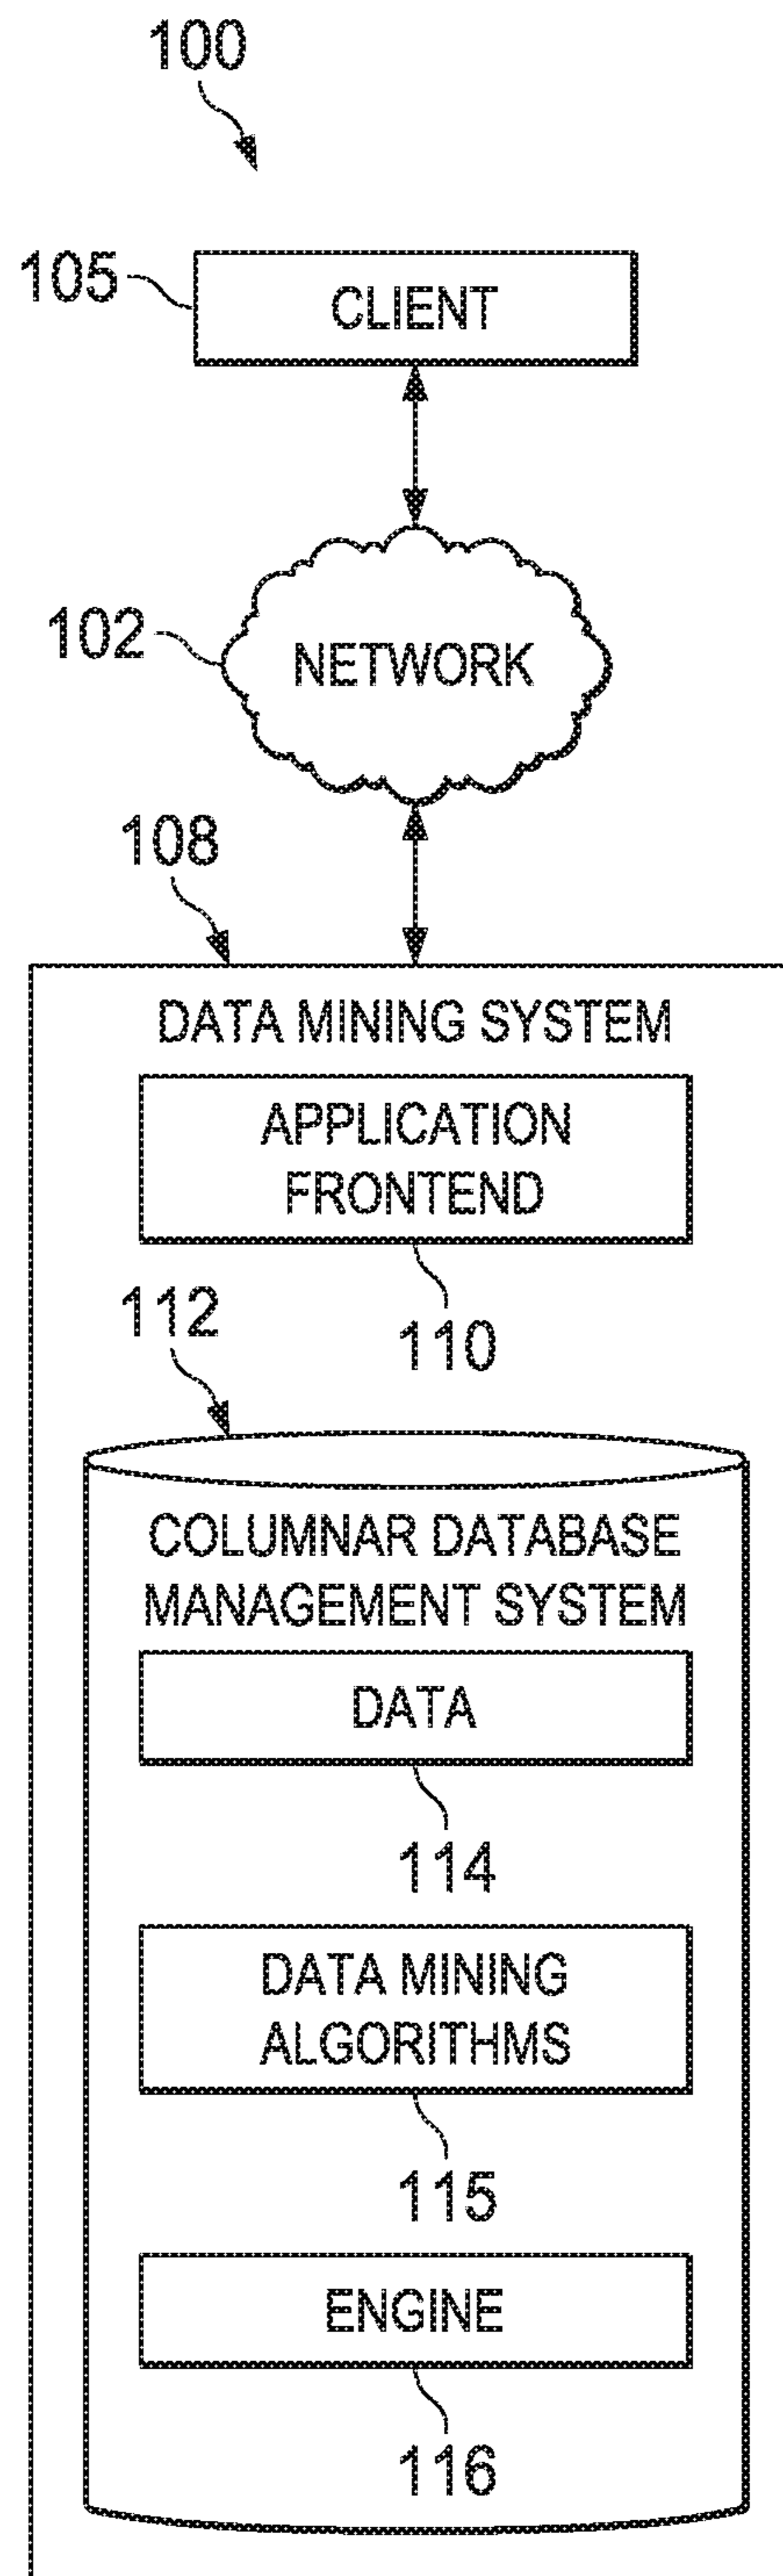 100
105
CLIENT
102
NETWORK
108
DATA MINING SYSTEM
APPLICATION
FRONTEND
110
112
COLUMNAR DATABASE
MANAGEMENT SYSTEM
DATA
114
DATA MINING
ALGORITHMS
115
ENGINE
116